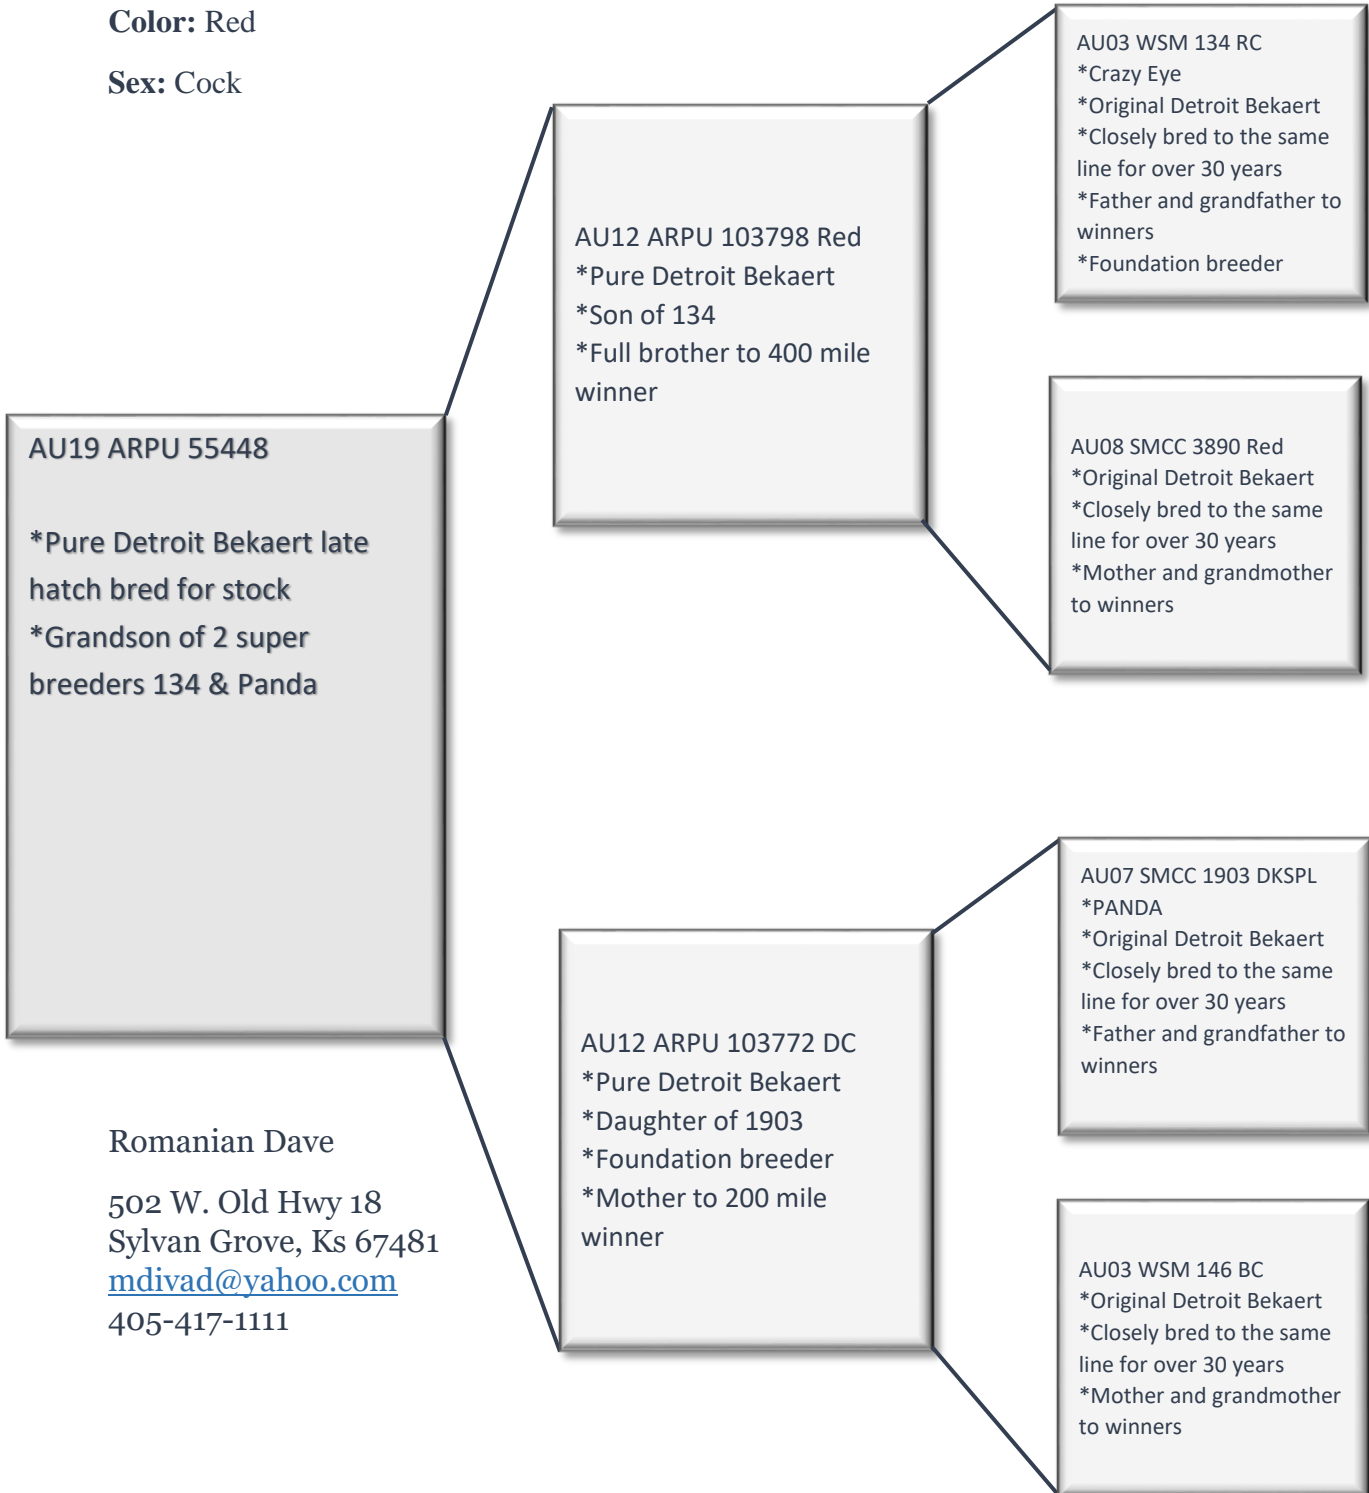 Color: Red
Sex: Cock
AU19 ARPU 55448
*Pure Detroit Bekaert late
hatch bred for stock
*Grandson of 2 super
breeders 134 & Panda
AU12 ARPU 103798 Red
*Pure Detroit Bekaert
*Son of 134
*Full brother to 400 mile
winner
AU03 WSM 134 RC
*Crazy Eye
*Original Detroit Bekaert
*Closely bred to the same
line for over 30 years
*Father and grandfather to
winners
*Foundation breeder
AU08 SMCC 3890 Red
*Original Detroit Bekaert
*Closely bred to the same
line for over 30 years
*Mother and grandmother
to winners
AU12 ARPU 103772 DC
*Pure Detroit Bekaert
*Daughter of 1903
*Foundation breeder
*Mother to 200 mile
winner
AU07 SMCC 1903 DKSPL
*PANDA
*Original Detroit Bekaert
*Closely bred to the same
line for over 30 years
*Father and grandfather to
winners
AU03 WSM 146 BC
*Original Detroit Bekaert
*Closely bred to the same
line for over 30 years
*Mother and grandmother
to winners
Romanian Dave
502 W. Old Hwy 18
Sylvan Grove, Ks 67481
mdivad@yahoo.com
405-417-1111